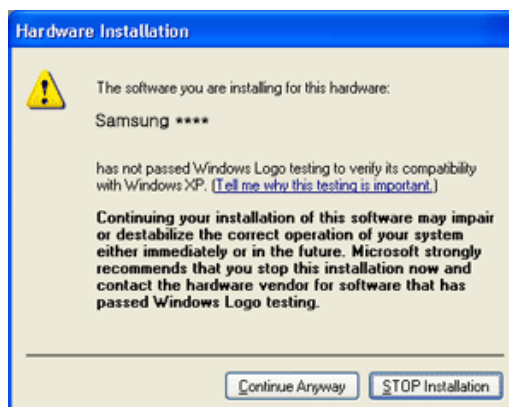 Hardware Installation
The software you are installing for this hardware:
Samsung ****
has not passed Windows Logo testing to verify its compatibility
with Windows XP. (Tell me why this testing is important.)
Continuing your installation of this software may impair
or destabilize the correct operation of your system
either immediately or in the future. Microsoft strongly
recommends that you stop this installation now and
contact the hardware vendor for software that has
passed Windows Logo testing.
Continue Anyway
STOP Installation